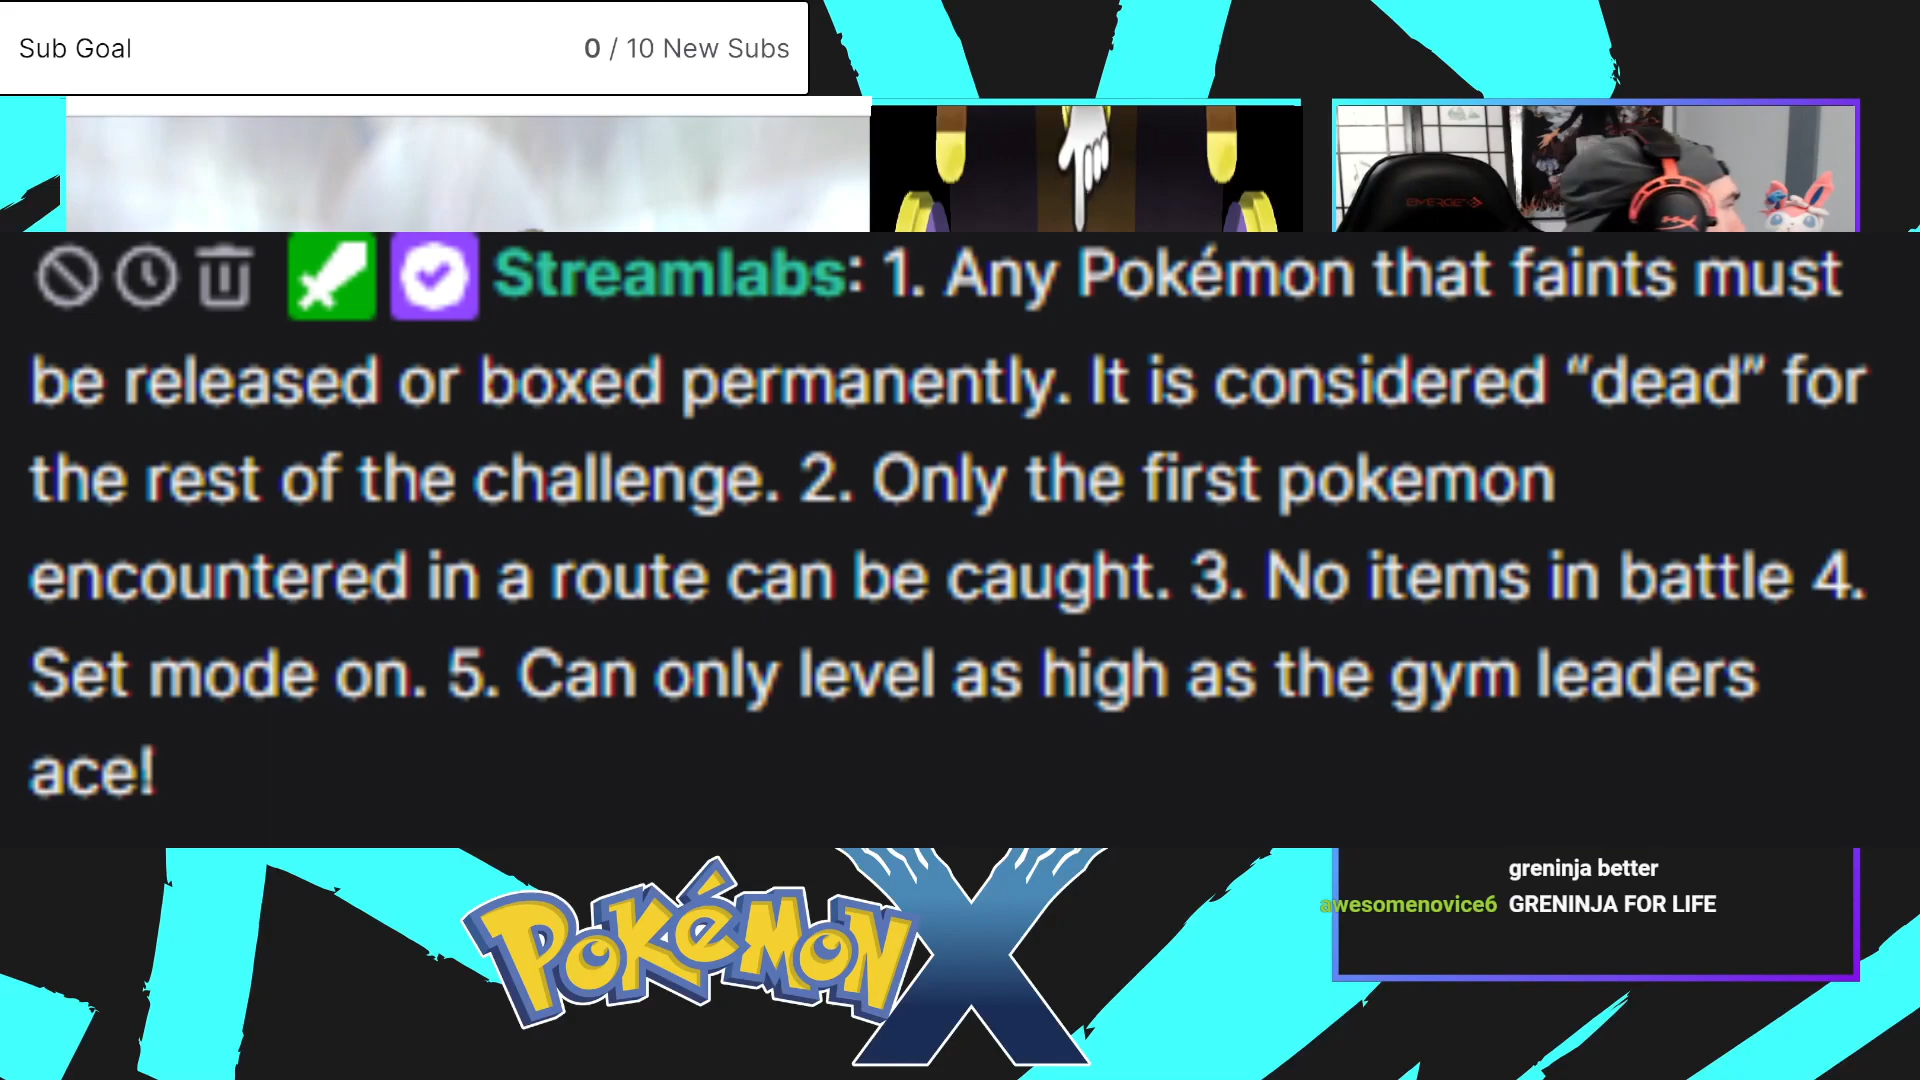 Sub Goal 0 / 10 New Subs
EMERGE
Streamlabs: 1. Any Pokémon that faints must
be released or boxed permanently. It is considered “dead” for
the rest of the challenge. 2. Only the first pokemon
encountered in a route can be caught. 3. No items in battle 4.
Set mode on. 5. Can only level as high as the gym leaders
ace!
greninja better
awesomenovice6 GRENINJA FOR LIFE
POKéMON X